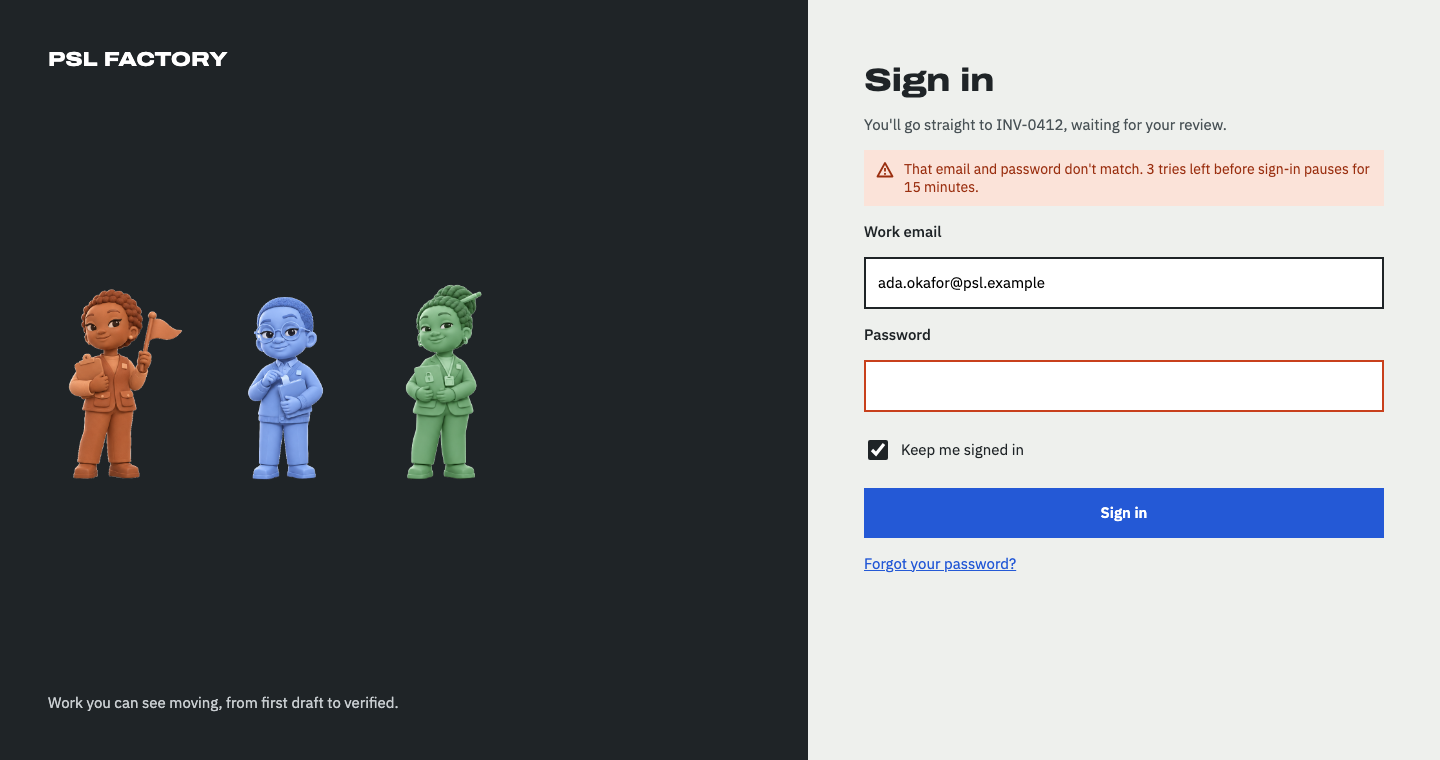 PSL FACTORY
Work you can see moving, from first draft to verified.
Sign in
You'll go straight to INV-0412, waiting for your review.
That email and password don't match. 3 tries left before sign-in pauses for
15 minutes.
Work email
ada.okafor@psl.example
Password
Keep me signed in
Sign in
Forgot your password?